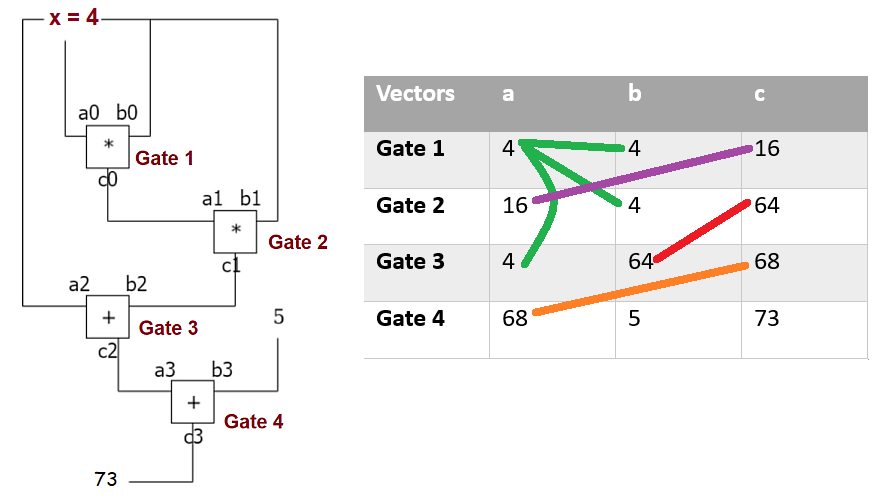 x = 4
a0 b0
*
Gate 1
c0
a1 b1
*
Gate 2
c1
a2 b2
+
Gate 3
c2
5
a3 b3
+
Gate 4
c3
73
Vectors a b c
Gate 1 4 4 16
Gate 2 16 4 64
Gate 3 4 64 68
Gate 4 68 5 73